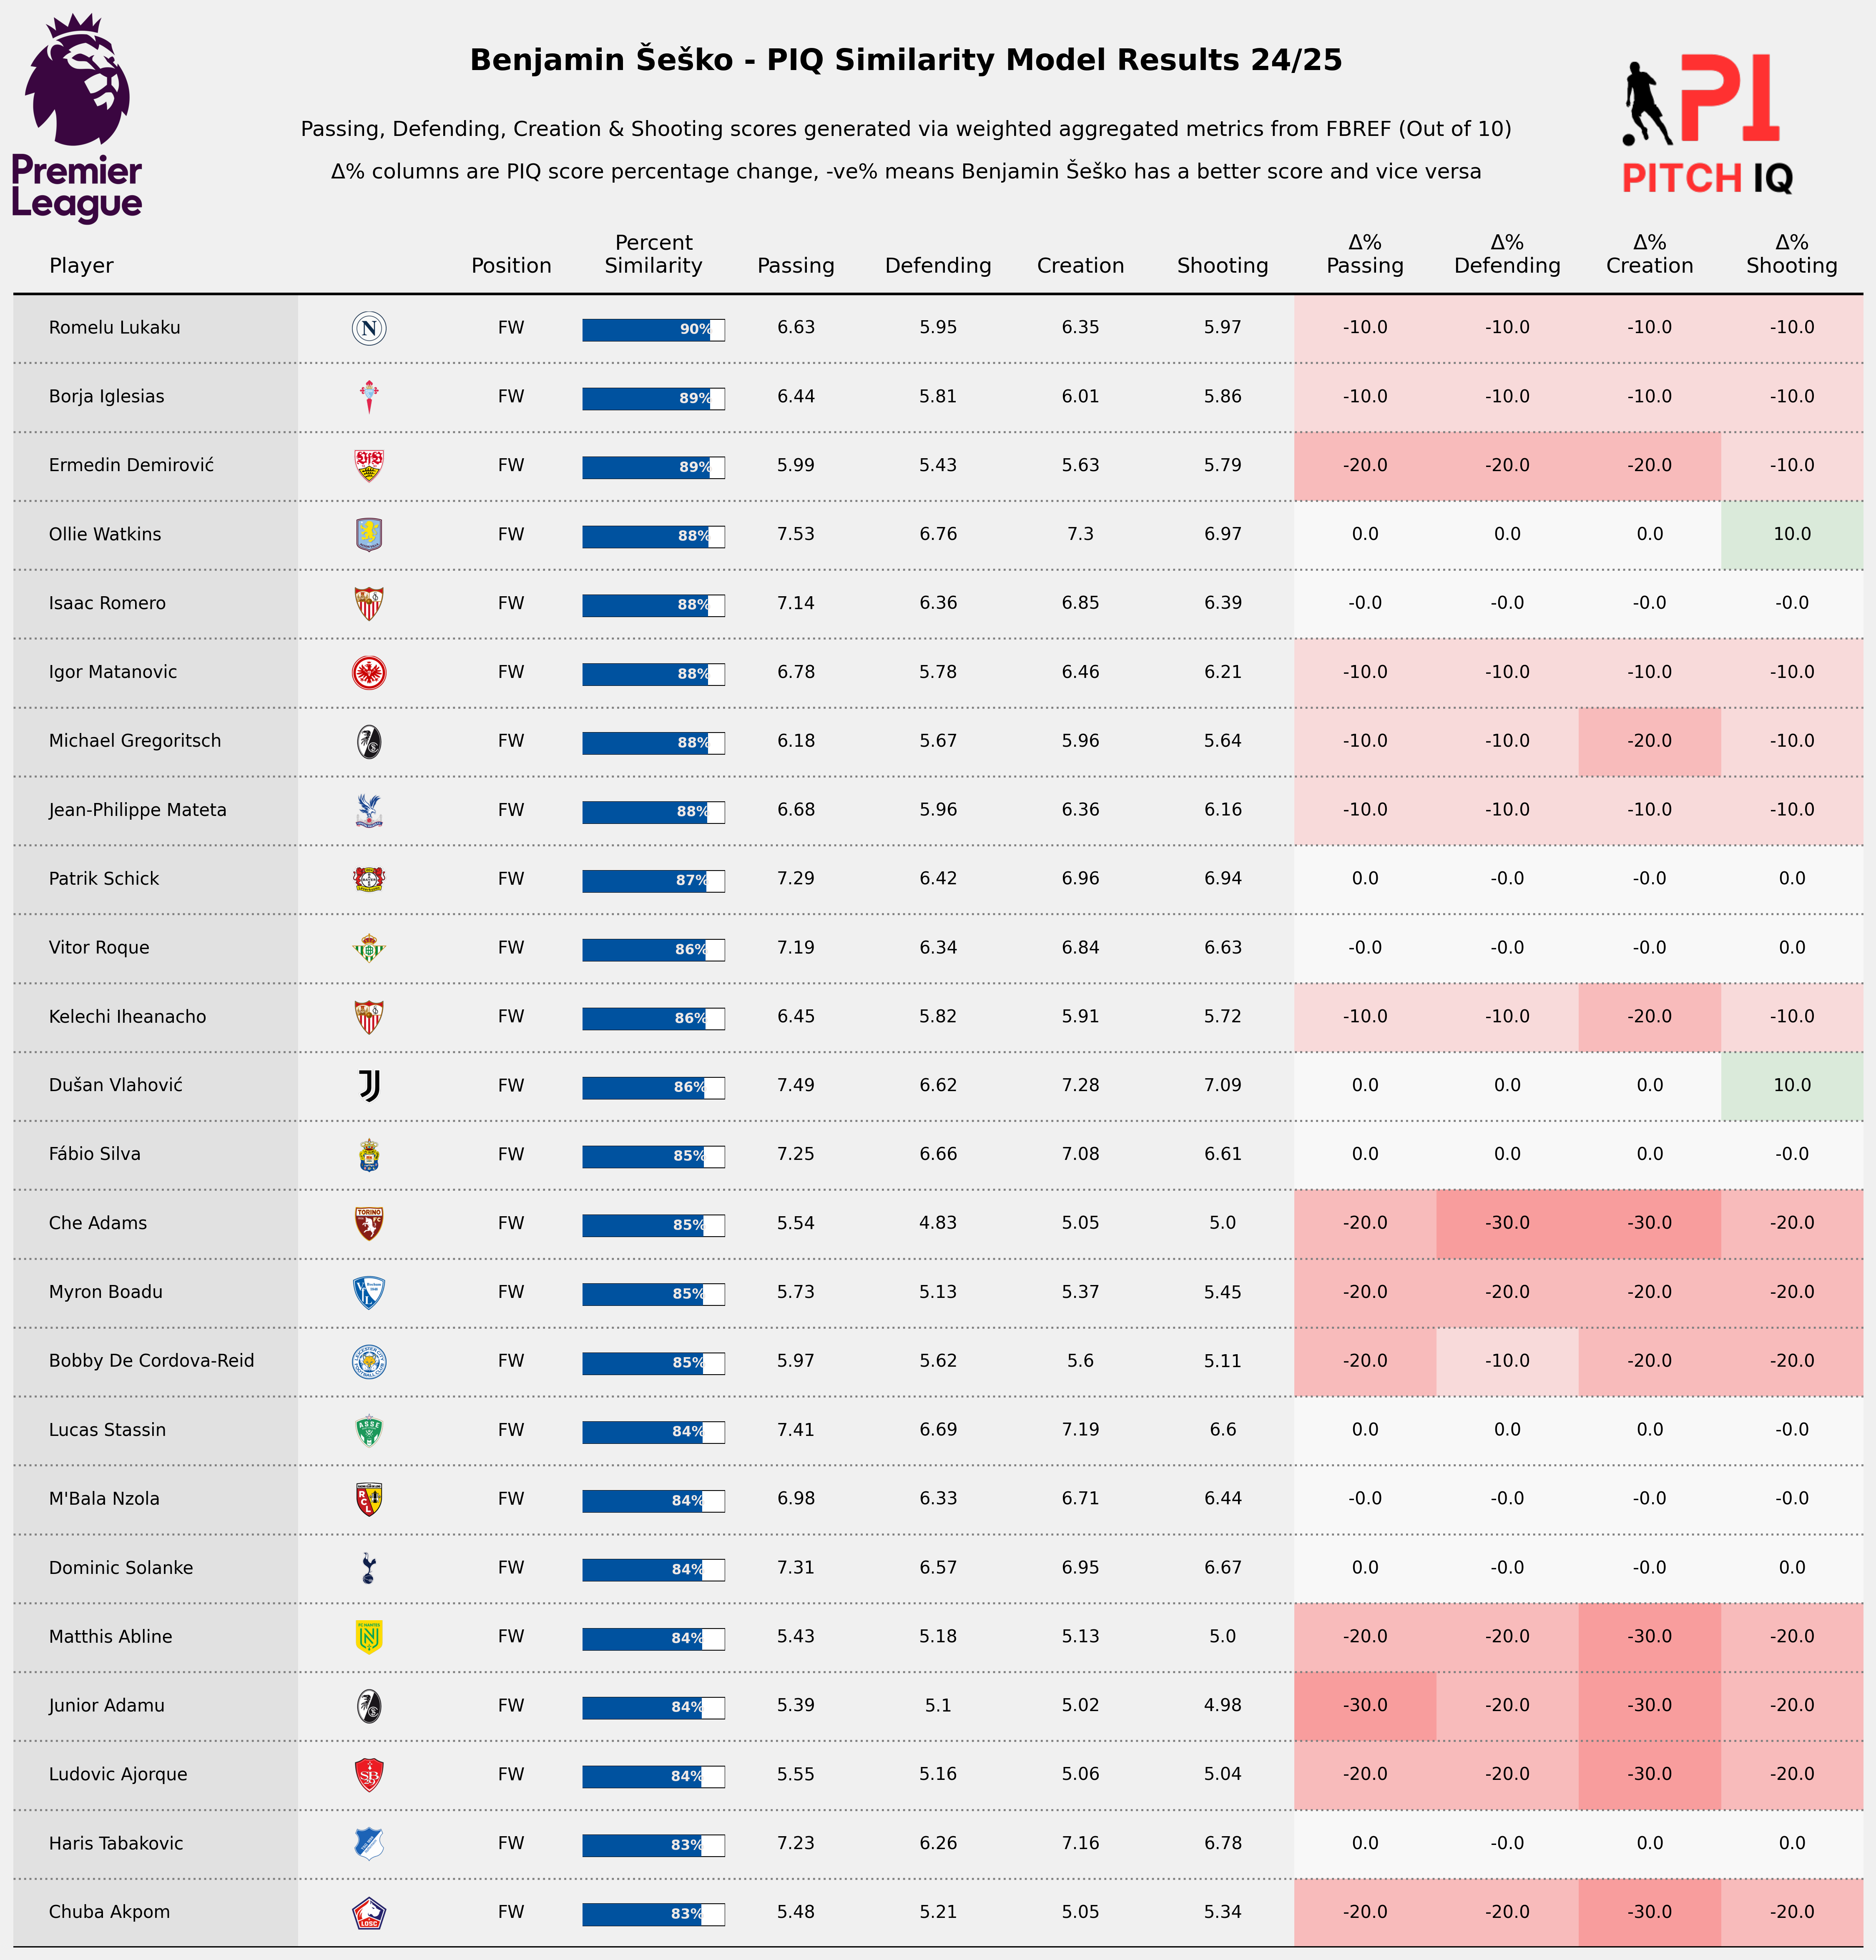 Benjamin Šeško - PIQ Similarity Model Results 24/25
Passing, Defending, Creation & Shooting scores generated via weighted aggregated metrics from FBREF (Out of 10)
Δ% columns are PIQ score percentage change, -ve% means Benjamin Šeško has a better score and vice versa
Premier
League
PI
PITCH IQ
Player Position Percent Similarity Passing Defending Creation Shooting Δ% Passing Δ% Defending Δ% Creation Δ% Shooting
Romelu Lukaku N FW 90% 6.63 5.95 6.35 5.97 -10.0 -10.0 -10.0 -10.0
Borja Iglesias FW 89% 6.44 5.81 6.01 5.86 -10.0 -10.0 -10.0 -10.0
Ermedin Demirović VfB FW 89% 5.99 5.43 5.63 5.79 -20.0 -20.0 -20.0 -10.0
Ollie Watkins FW 88% 7.53 6.76 7.3 6.97 0.0 0.0 0.0 10.0
Isaac Romero FW 88% 7.14 6.36 6.85 6.39 -0.0 -0.0 -0.0 -0.0
Igor Matanovic FW 88% 6.78 5.78 6.46 6.21 -10.0 -10.0 -10.0 -10.0
Michael Gregoritsch FW 88% 6.18 5.67 5.96 5.64 -10.0 -10.0 -20.0 -10.0
Jean-Philippe Mateta FW 88% 6.68 5.96 6.36 6.16 -10.0 -10.0 -10.0 -10.0
Patrik Schick FW 87% 7.29 6.42 6.96 6.94 0.0 -0.0 -0.0 0.0
Vitor Roque FW 86% 7.19 6.34 6.84 6.63 -0.0 -0.0 -0.0 0.0
Kelechi Iheanacho FW 86% 6.45 5.82 5.91 5.72 -10.0 -10.0 -20.0 -10.0
Dušan Vlahović FW 86% 7.49 6.62 7.28 7.09 0.0 0.0 0.0 10.0
Fábio Silva FW 85% 7.25 6.66 7.08 6.61 0.0 0.0 0.0 -0.0
Che Adams TORINO FC FW 85% 5.54 4.83 5.05 5.0 -20.0 -30.0 -30.0 -20.0
Myron Boadu VfL FW 85% 5.73 5.13 5.37 5.45 -20.0 -20.0 -20.0 -20.0
Bobby De Cordova-Reid FW 85% 5.97 5.62 5.6 5.11 -20.0 -10.0 -20.0 -20.0
Lucas Stassin ASSE FW 84% 7.41 6.69 7.19 6.6 0.0 0.0 0.0 -0.0
M'Bala Nzola RCL FW 84% 6.98 6.33 6.71 6.44 -0.0 -0.0 -0.0 -0.0
Dominic Solanke FW 84% 7.31 6.57 6.95 6.67 0.0 -0.0 -0.0 0.0
Matthis Abline FC NANTES N FW 84% 5.43 5.18 5.13 5.0 -20.0 -20.0 -30.0 -20.0
Junior Adamu FW 84% 5.39 5.1 5.02 4.98 -30.0 -20.0 -30.0 -20.0
Ludovic Ajorque SB 29 FW 84% 5.55 5.16 5.06 5.04 -20.0 -20.0 -30.0 -20.0
Haris Tabakovic FW 83% 7.23 6.26 7.16 6.78 0.0 -0.0 0.0 0.0
Chuba Akpom LOSC FW 83% 5.48 5.21 5.05 5.34 -20.0 -20.0 -30.0 -20.0